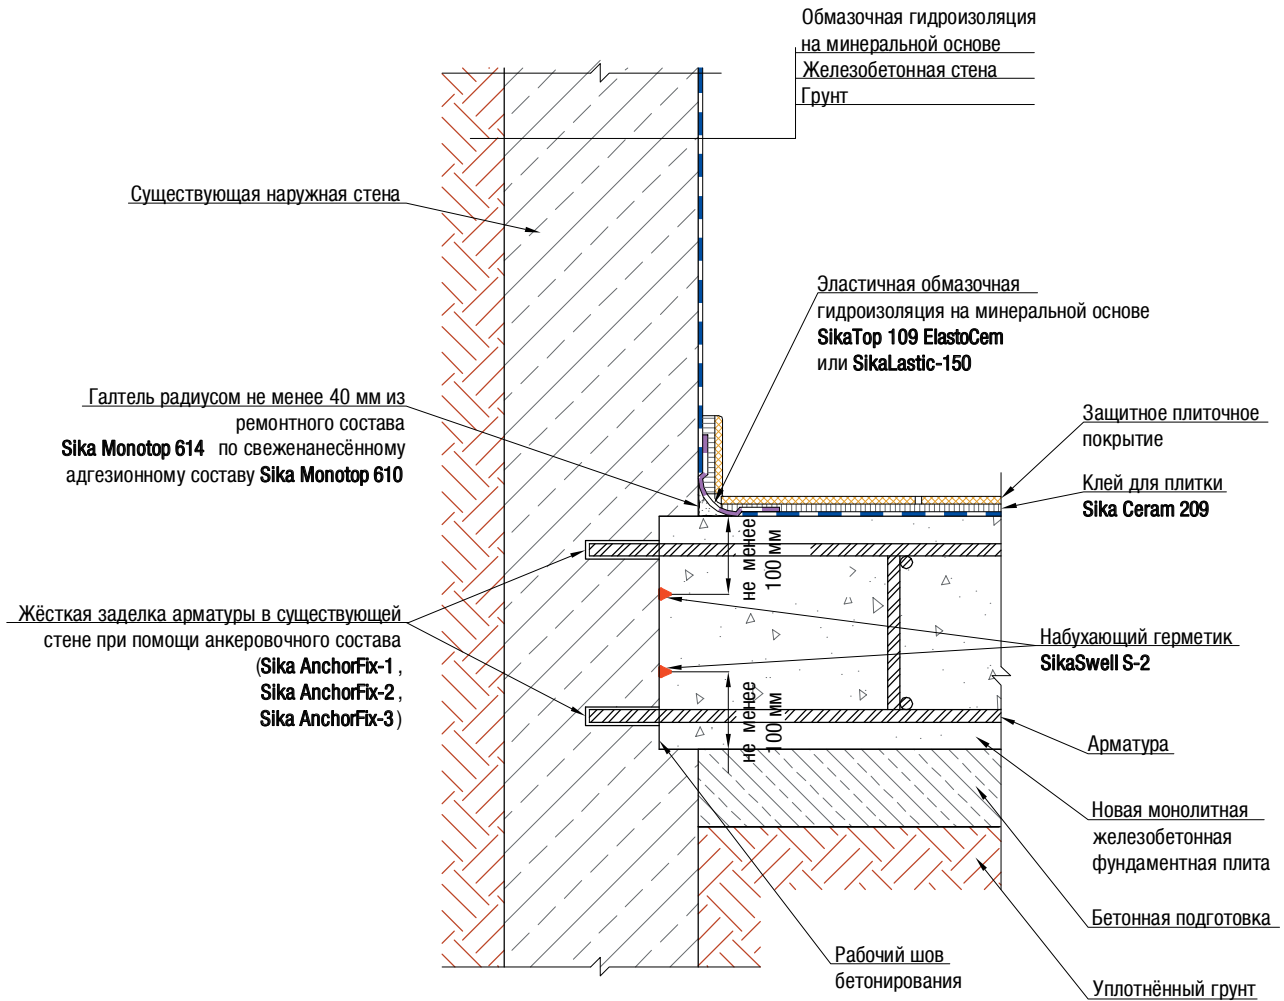 Обмазочная гидроизоляция
на минеральной основе
Железобетонная стена
Грунт
Существующая наружная стена
Эластичная обмазочная
гидроизоляция на минеральной основе
SikaTop 109 ElastoCem
или SikaLastic-150
Галтель радиусом не менее 40 мм из
ремонтного состава
Sika Monotop 614 по свеженанесённому
адгезионному составу Sika Monotop 610
Защитное плиточное
покрытие
Клей для плитки
Sika Ceram 209
не менее
100 мм
Жёсткая заделка арматуры в существующей
стене при помощи анкеровочного состава
(Sika AnchorFix-1 ,
Sika AnchorFix-2 ,
Sika AnchorFix-3 )
Набухающий герметик
SikaSwell S-2
не менее
100 мм
Арматура
Новая монолитная
железобетонная
фундаментная плита
Бетонная подготовка
Рабочий шов
бетонирования
Уплотнённый грунт